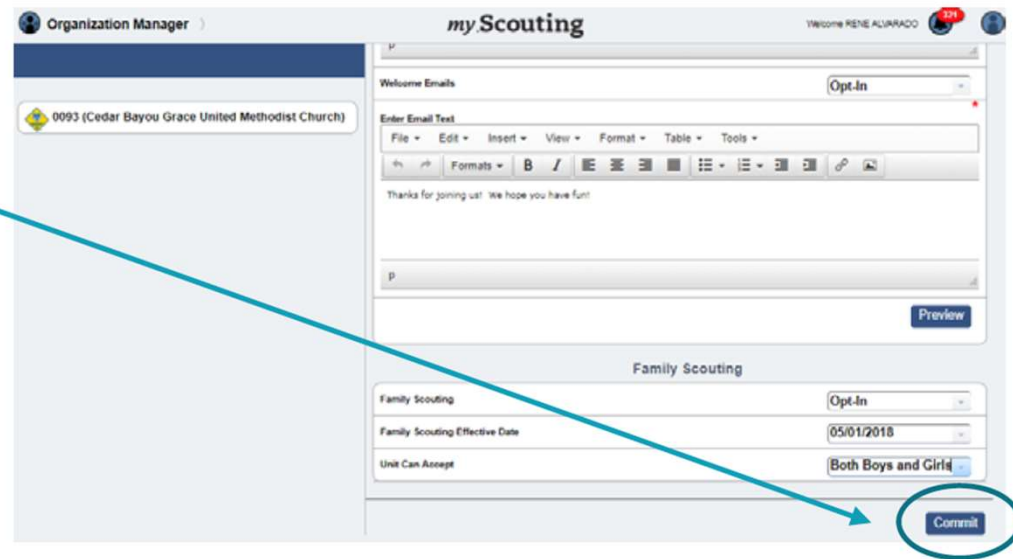 Organization Manager
my.Scouting
Welcome RENE ALVARADO
321
P
Welcome Emails
Opt-In
0093 (Cedar Bayou Grace United Methodist Church)
*
Enter Email Text
File Edit Insert View Format Table Tools
Formats B I
Thanks for joining us! We hope you have fun!
P
Preview
Family Scouting
Family Scouting
Opt-In
Family Scouting Effective Date
05/01/2018
Unit Can Accept
Both Boys and Girls
Commit